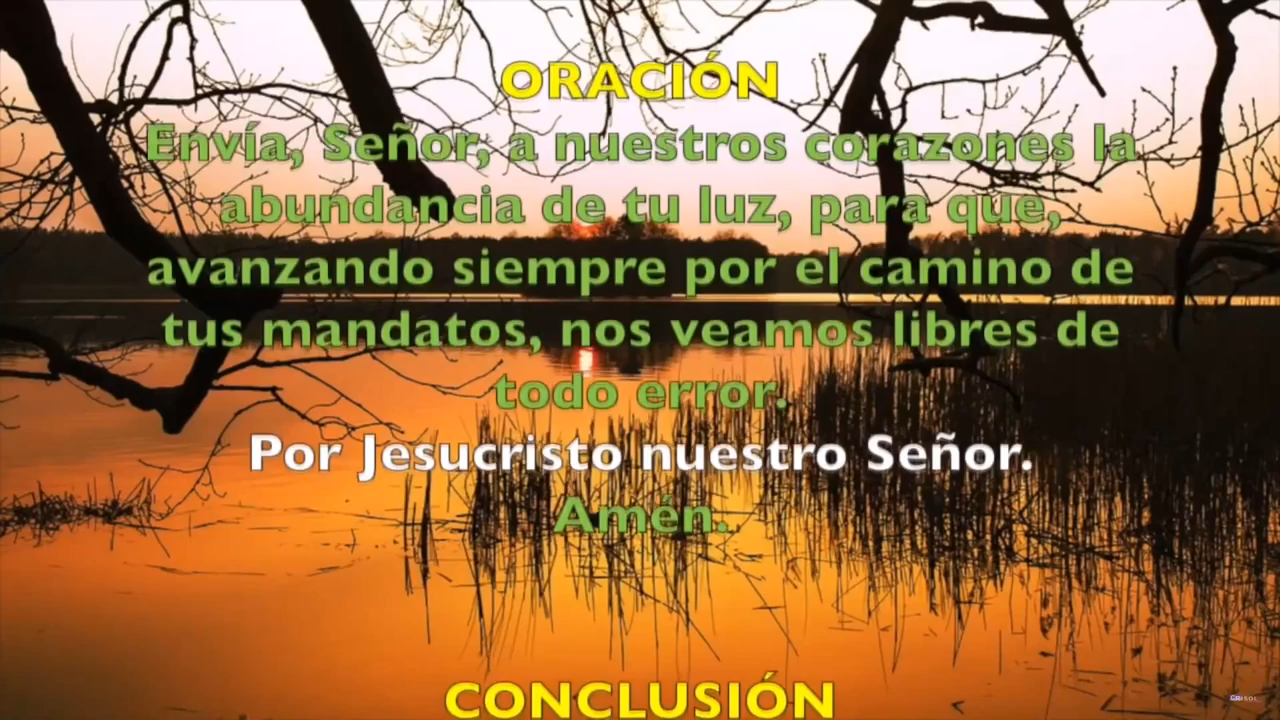 ORACIÓN
Envía, Señor, a nuestros corazones la
abundancia de tu luz, para que,
avanzando siempre por el camino de
tus mandatos, nos veamos libres de
todo error.
Por Jesucristo nuestro Señor.
Amén.
CONCLUSIÓN
CRISOL